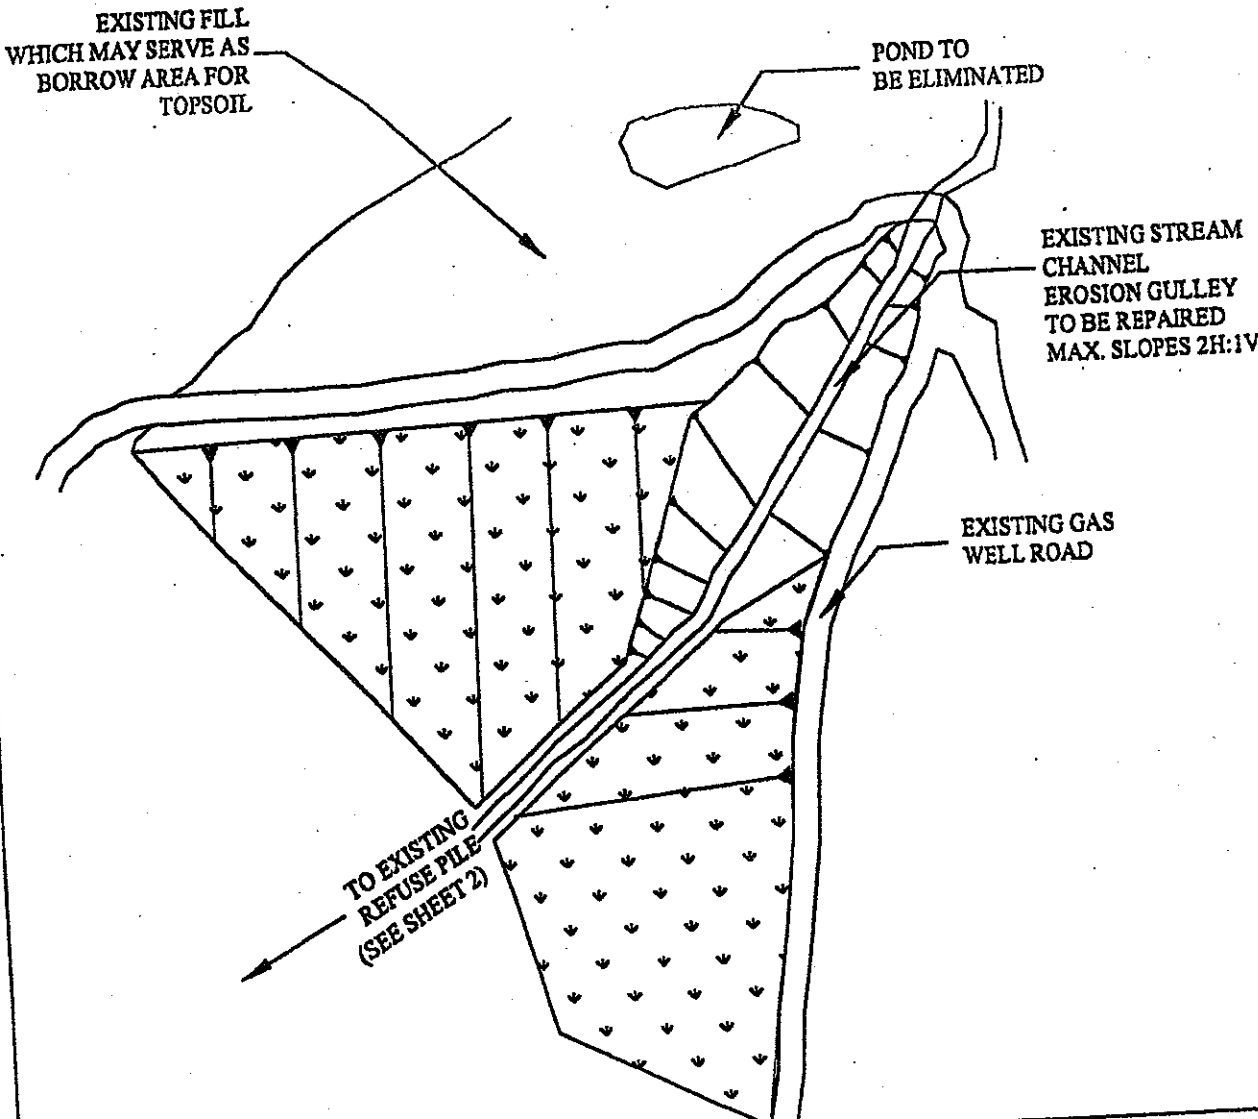 EXISTING FILL
WHICH MAY SERVE AS
BORROW AREA FOR
TOPSOIL
POND TO
BE ELIMINATED
EXISTING STREAM
CHANNEL
EROSION GULLEY
TO BE REPAIRED
MAX. SLOPES 2H:1V
EXISTING GAS
WELL ROAD
TO EXISTING
REFUSE PILE
(SEE SHEET 2)